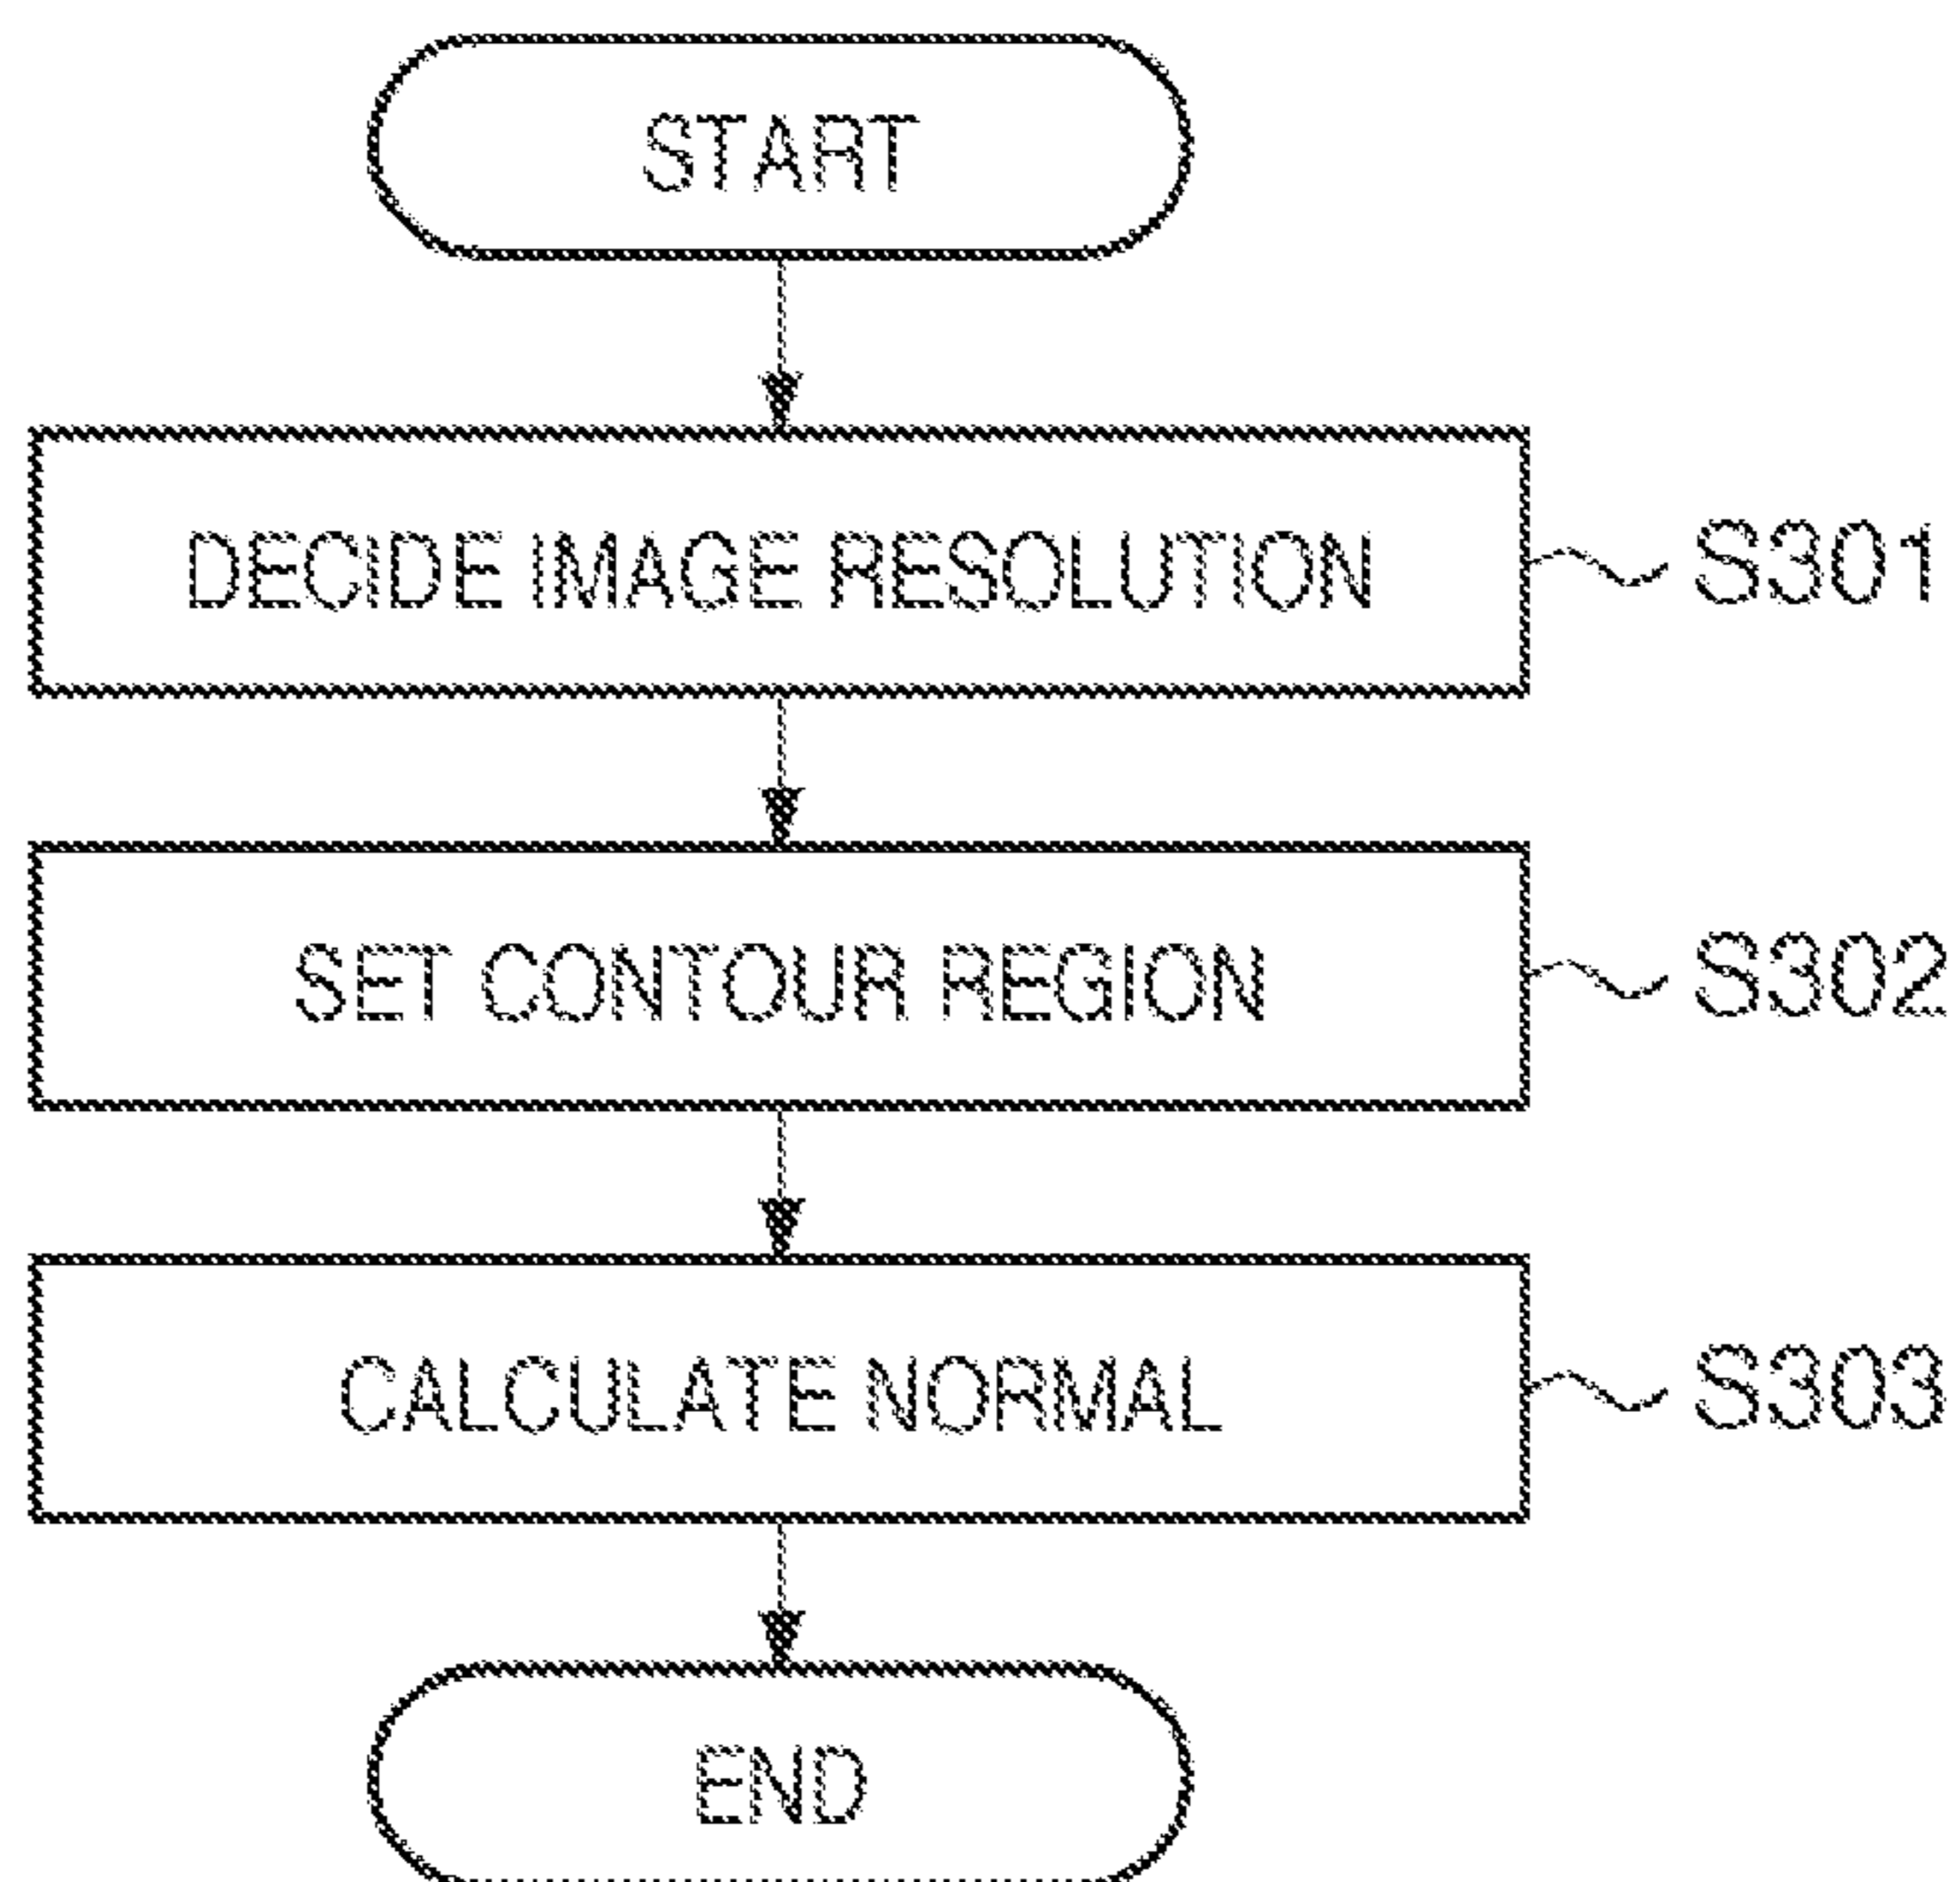 START
DECIDE IMAGE RESOLUTION
S301
SET CONTOUR REGION
S302
CALCULATE NORMAL
S303
END